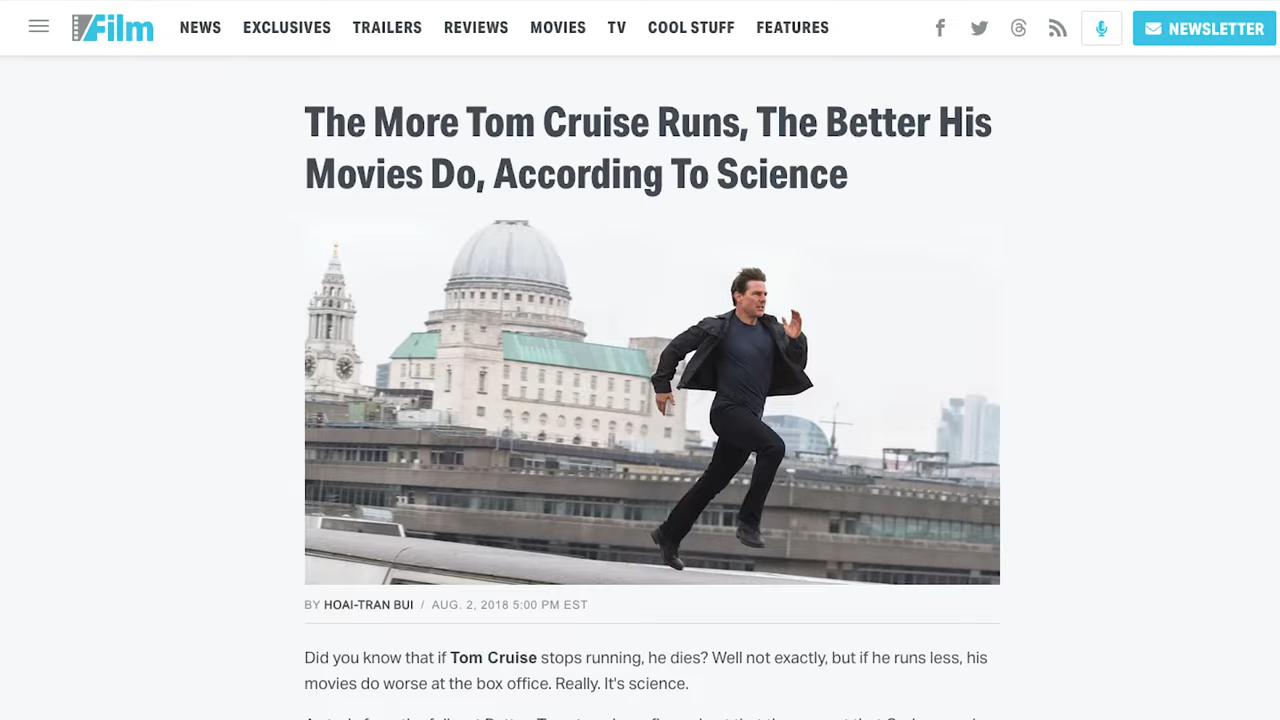 /Film
NEWS EXCLUSIVES TRAILERS REVIEWS MOVIES TV COOL STUFF FEATURES
NEWSLETTER
The More Tom Cruise Runs, The Better His
Movies Do, According To Science
BY HOAI-TRAN BUI / AUG. 2, 2018 5:00 PM EST
Did you know that if Tom Cruise stops running, he dies? Well not exactly, but if he runs less, his
movies do worse at the box office. Really. It's science.